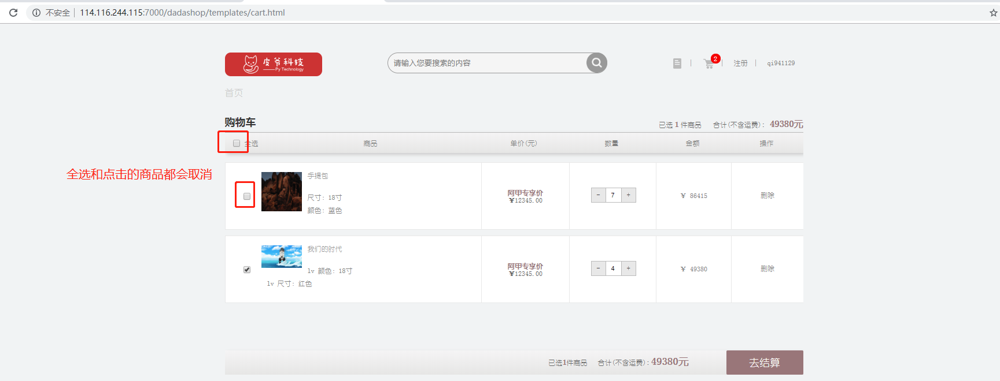 不安全 | 114.116.244.115:7000/dadashop/templates/cart.html
皮爷科技
Py Technology
请输入您要搜索的内容
2
注册
qi941129
首页
购物车
已选 1 件商品 合计(不含运费): 49380元
全选 商品 单价(元) 数量 金额 操作
全选和点击的商品都会取消
手提包
尺寸: 18寸
颜色: 蓝色
阿甲专享价
¥12345.00
- 7 +
¥ 86415
删除
我们的时代
lv 颜色: 18寸
lv 尺寸: 红色
阿甲专享价
¥12345.00
- 4 +
¥ 49380
删除
已选1件商品 合计(不含运费): 49380元
去结算